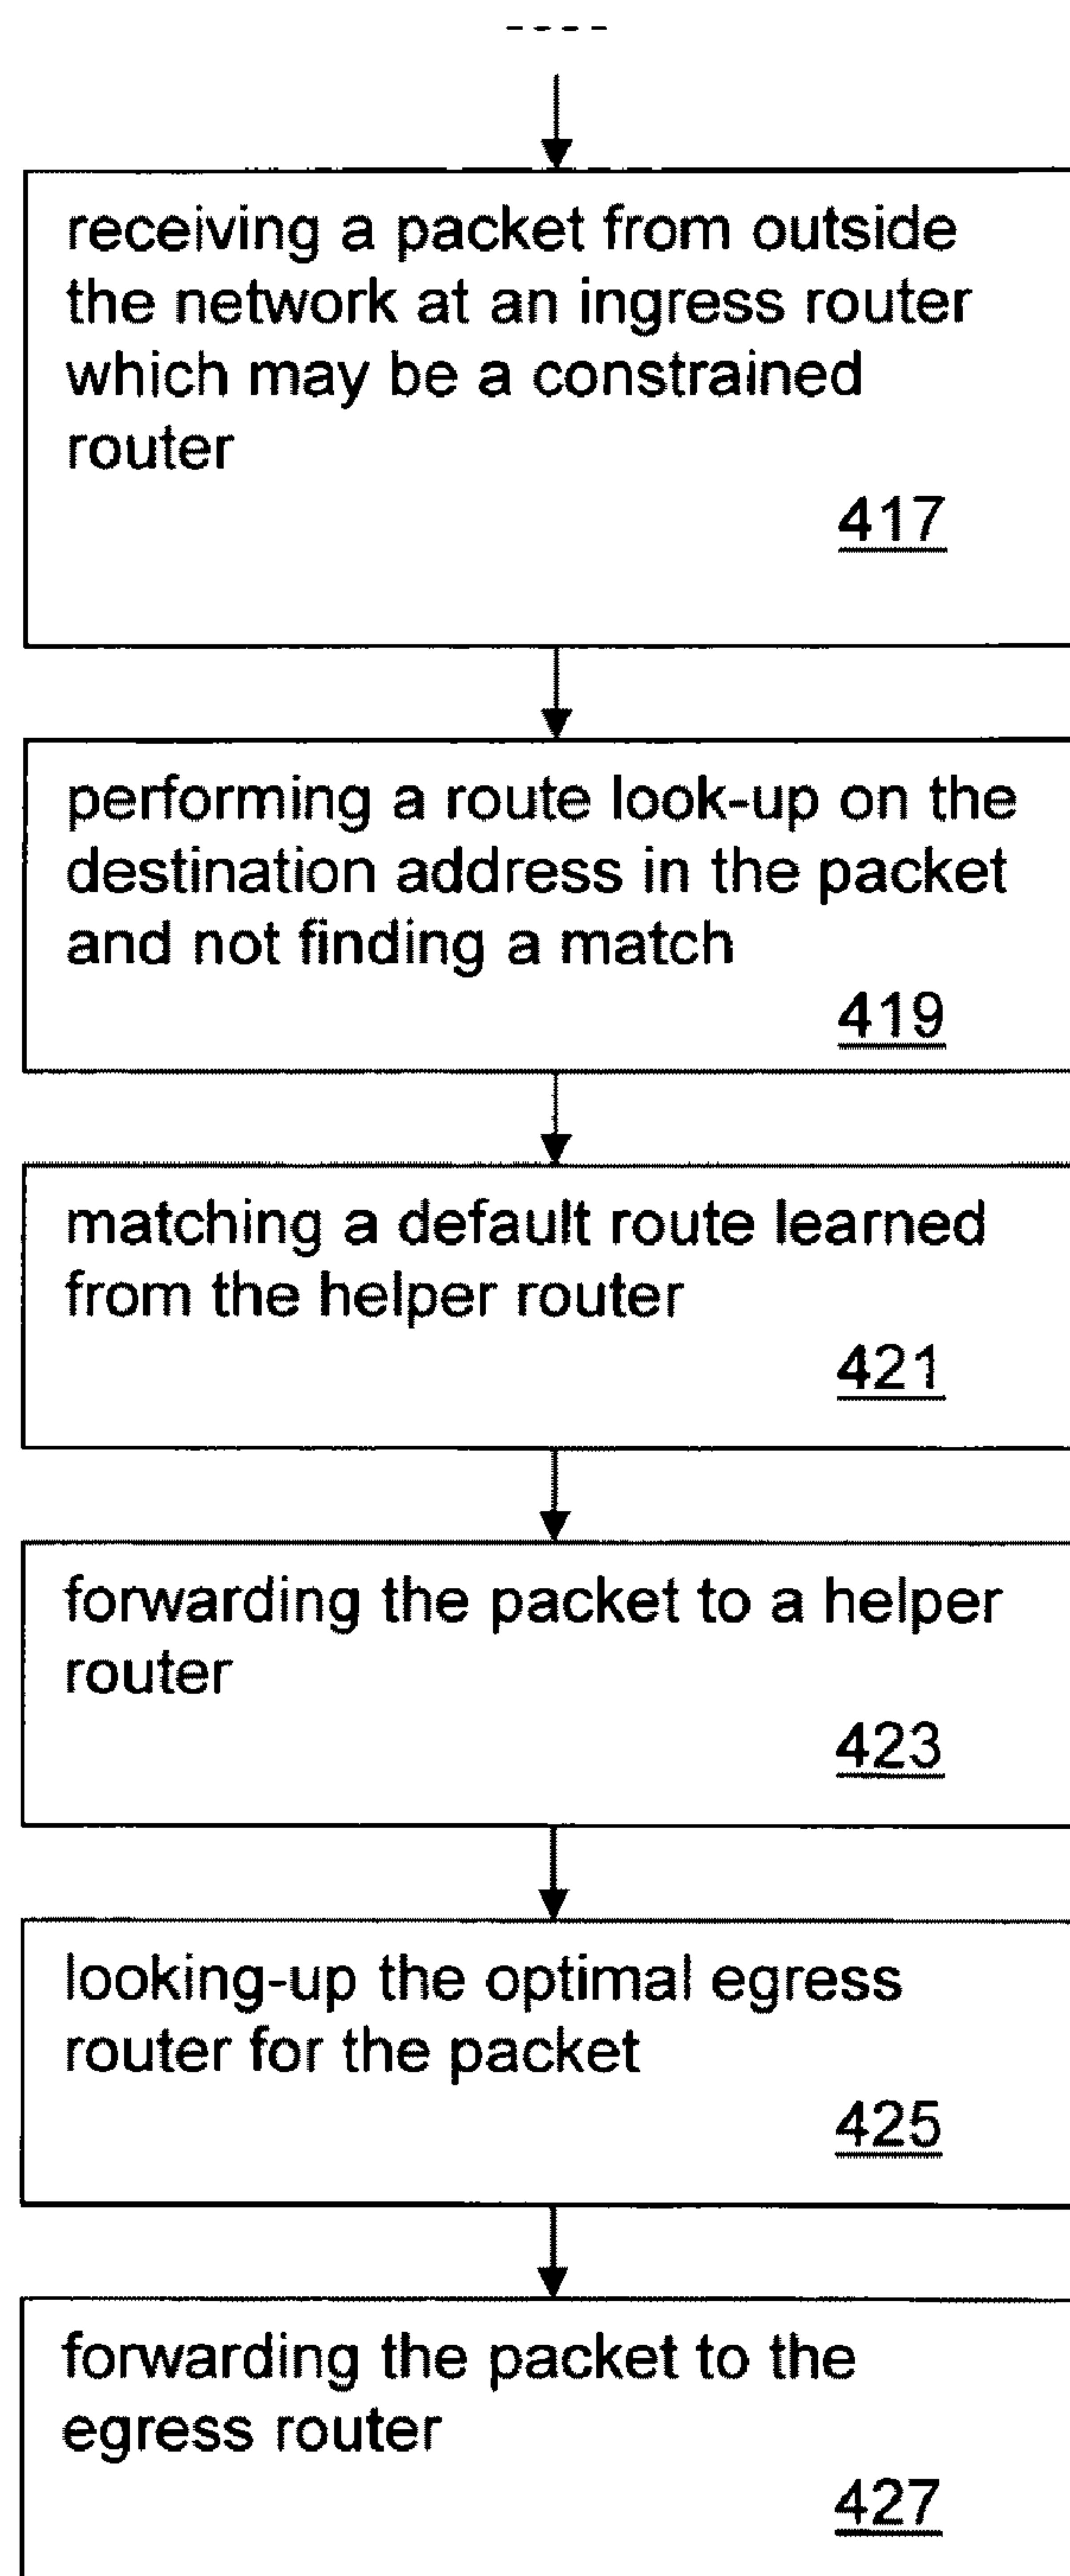 receiving a packet from outside
the network at an ingress router
which may be a constrained
router
417
performing a route look-up on the
destination address in the packet
and not finding a match
419
matching a default route learned
from the helper router
421
forwarding the packet to a helper
router
423
looking-up the optimal egress
router for the packet
425
forwarding the packet to the
egress router
427